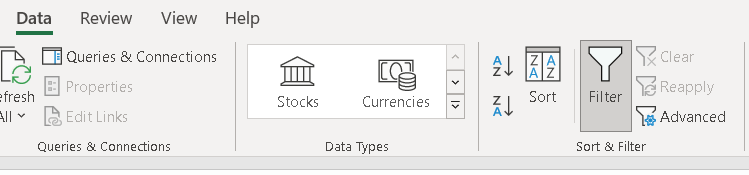 Data Review View Help
Queries & Connections
Properties
Edit Links
efresh
All
Queries & Connections
Stocks
Currencies
Data Types
A
Z
Z
A
Z A
A Z
Sort
Filter
Clear
Reapply
Advanced
Sort & Filter